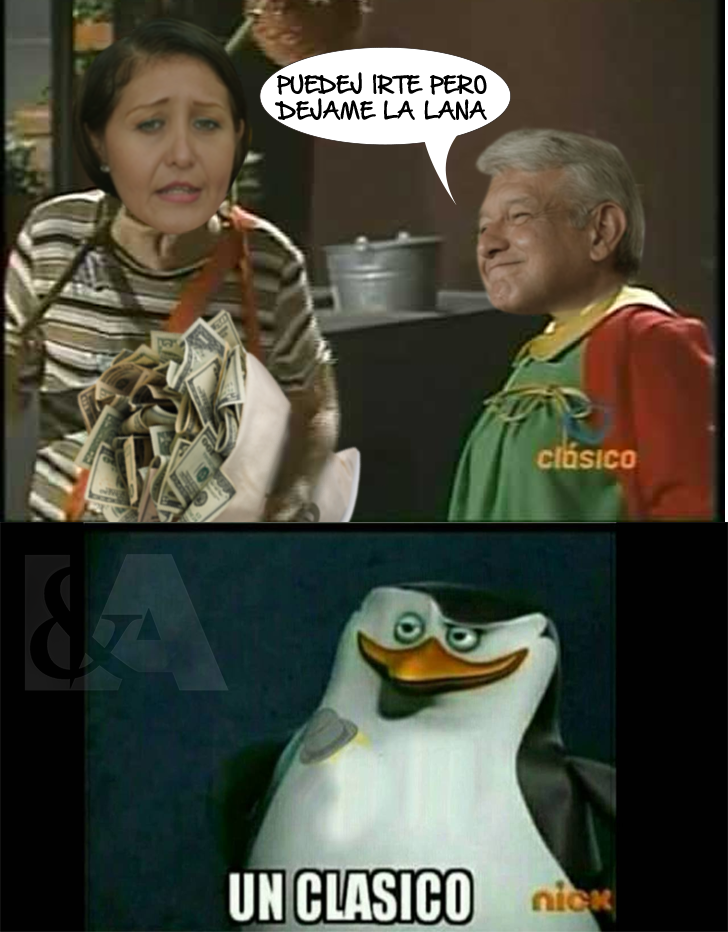 PUEDEJ IRTE PERO
DEJAME LA LANA
clásico
&A
UN CLASICO
nick